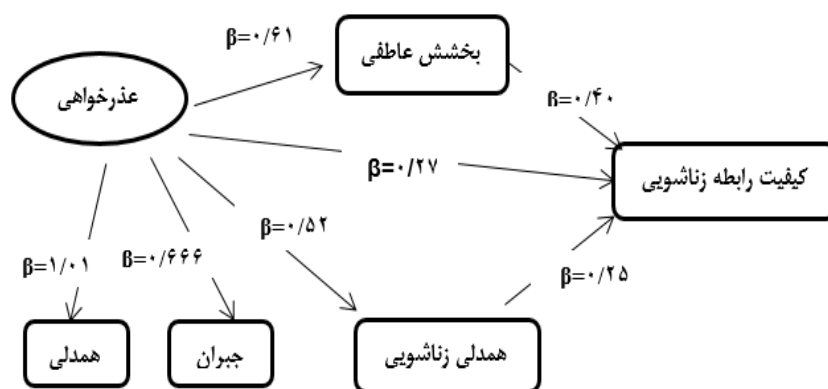 β=۰/۶۱
بخشش عاطفی
عذرخواهی
β=۰/۴۰
β=۰/۲۷
کیفیت رابطه زناشویی
β=۰/۵۲
β=۱/۰۱
β=۰/۶۶۶
β=۰/۲۵
همدلی
جبران
همدلی زناشویی